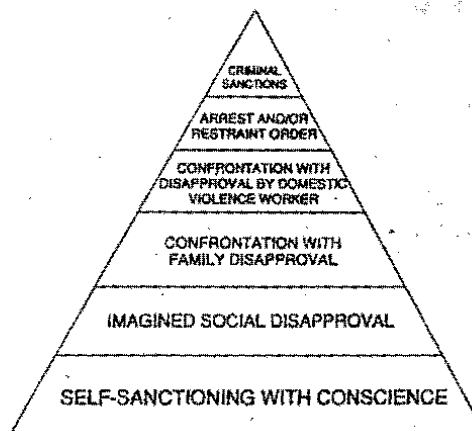 CRIMINAL
SANCTIONS
ARREST AND/OR
RESTRAINT ORDER
CONFRONTATION WITH
DISAPPROVAL BY DOMESTIC
VIOLENCE WORKER
CONFRONTATION WITH
FAMILY DISAPPROVAL
IMAGINED SOCIAL DISAPPROVAL
SELF-SANCTIONING WITH CONSCIENCE